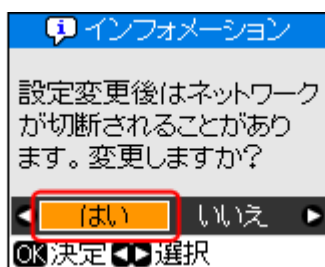 インフォメーション
設定変更後はネットワーク
が切断されることがあり
ます。変更しますか?
はい いいえ
OK決定 選択